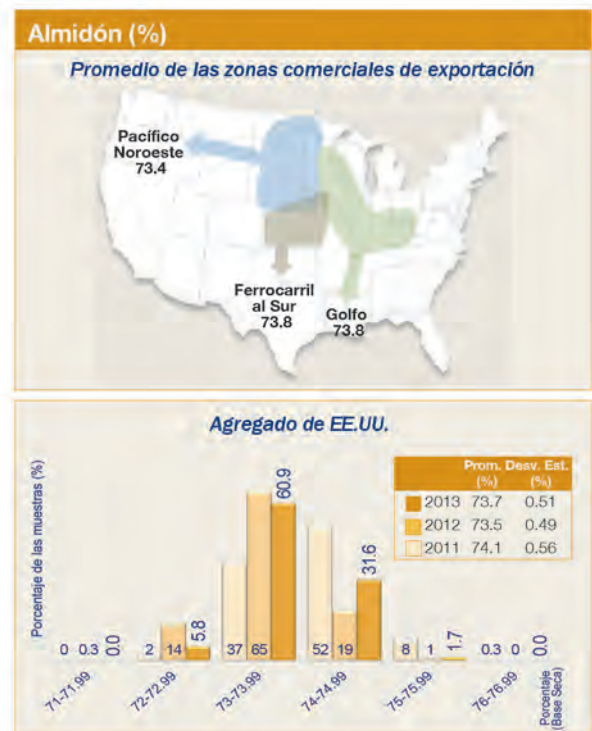 Almidón (%)
Promedio de las zonas comerciales de exportación
Pacífico
Noroeste
73.4
Ferrocarril
al Sur
73.8
Golfo
73.8
Agregado de EE.UU.
Porcentaje de las muestras (%)
Prom. Desv. Est.
(%) (%)
2013 73.7 0.51
2012 73.5 0.49
2011 74.1 0.56
0 0.3 0.0
2 14 5.8
37 65 60.9
52 19 31.6
8 1 1.7
0.3 0 0.0
71-71.99
72-72.99
73-73.99
74-74.99
75-75.99
76-76.99
Porcentaje
(Base Seca)